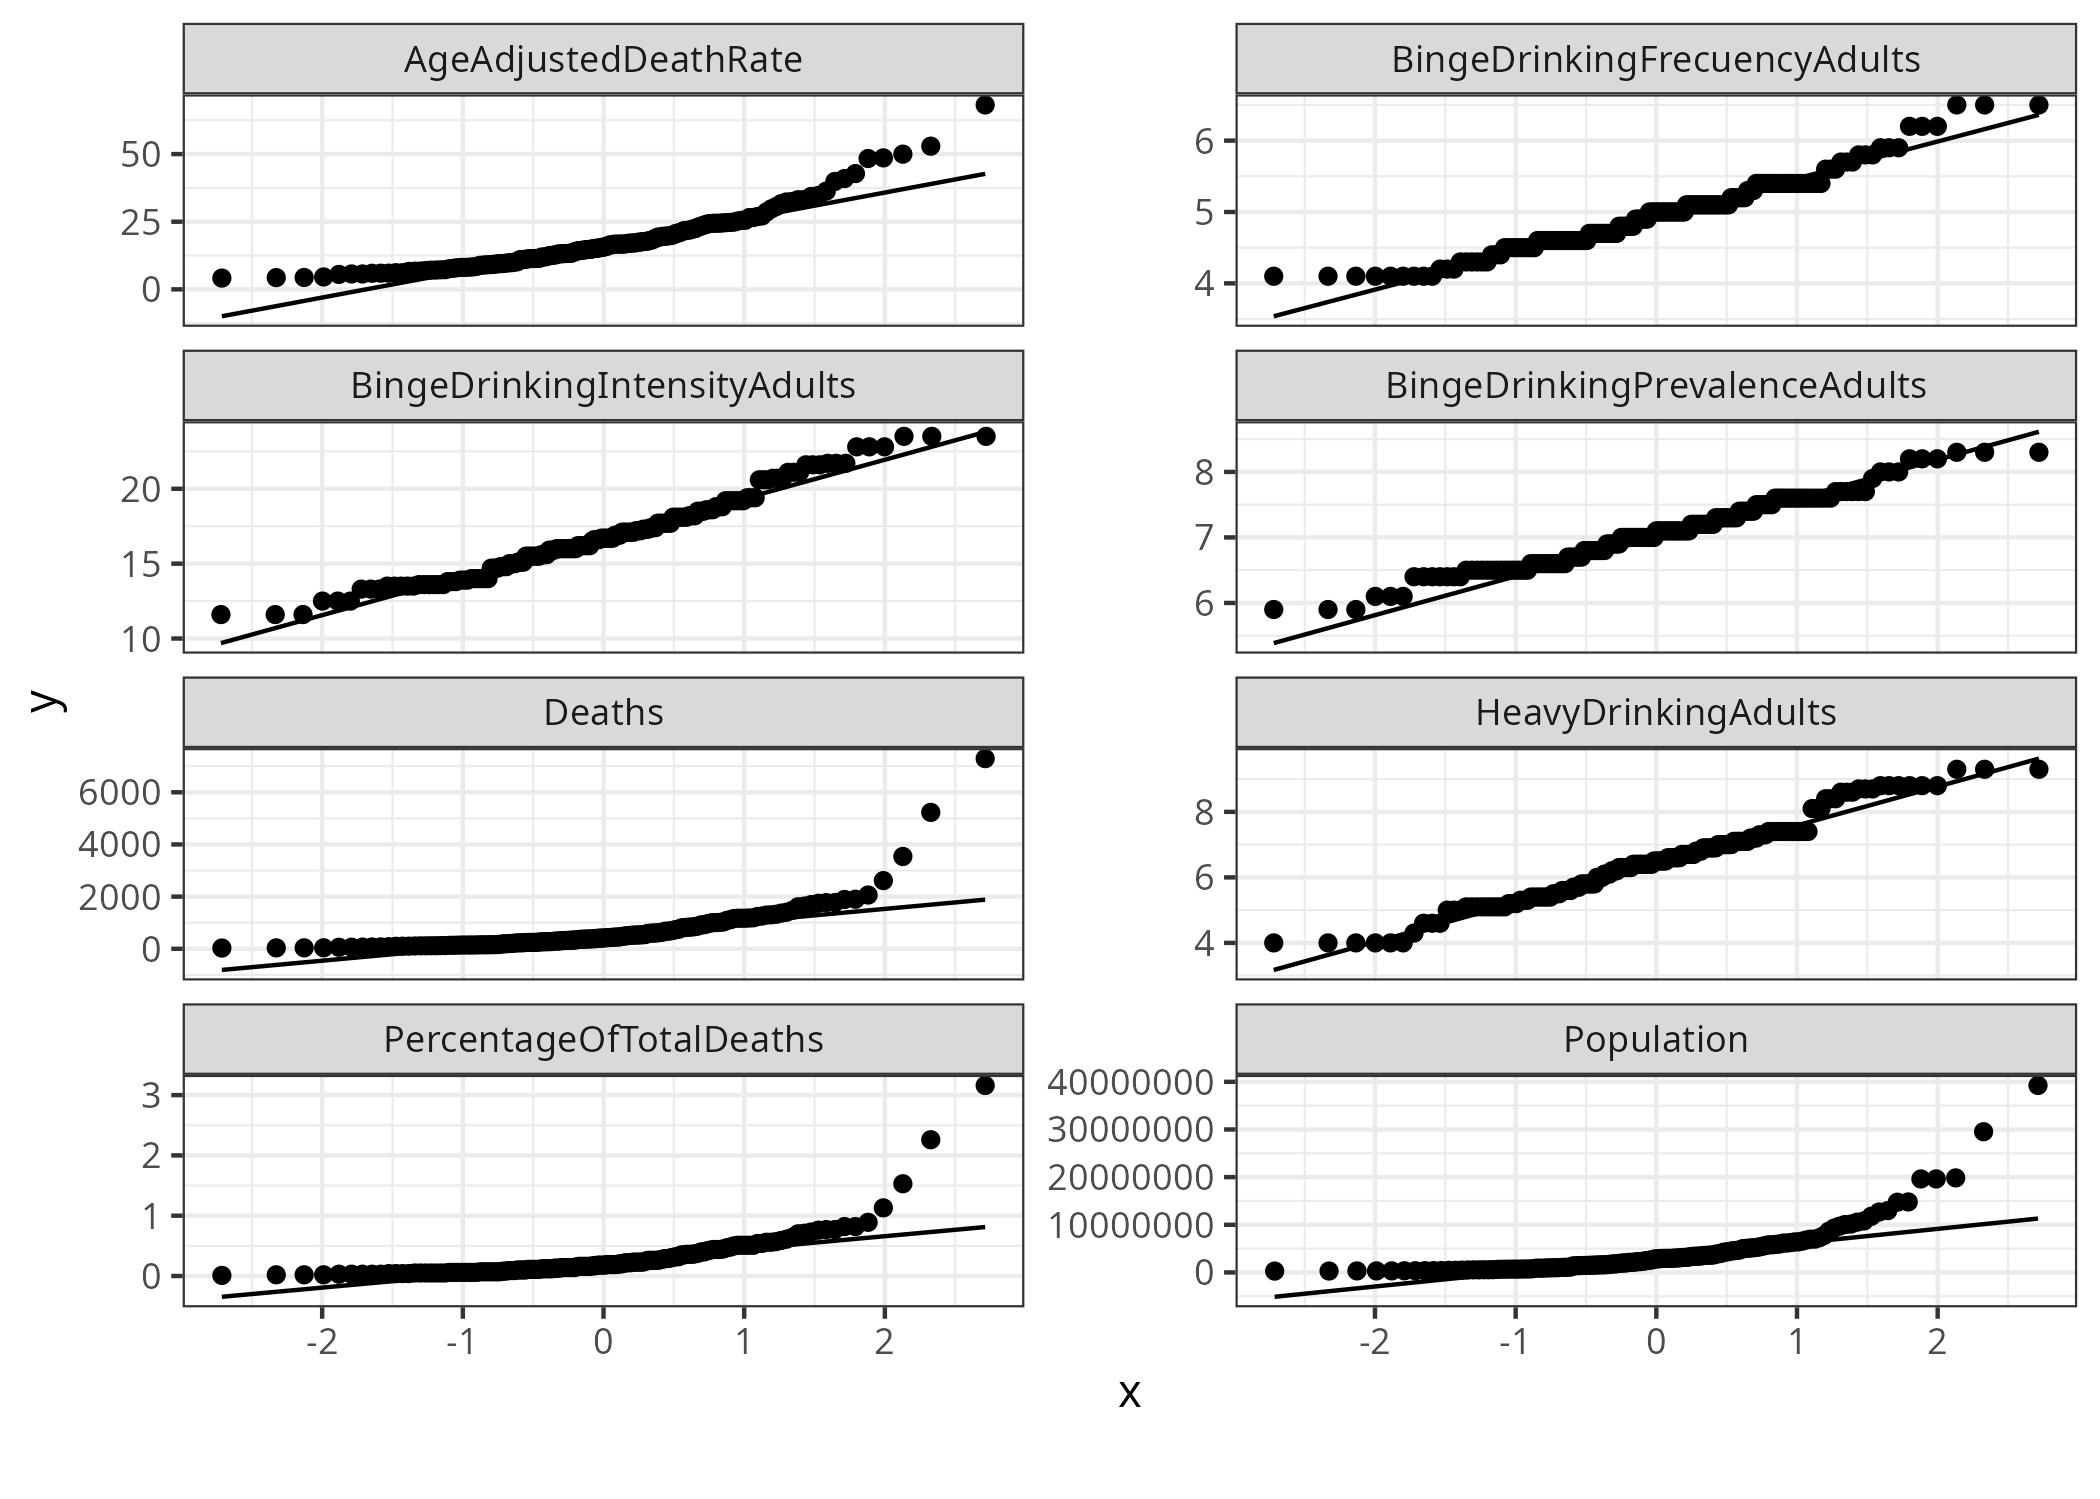 AgeAdjustedDeathRate
50
25
0
BingeDrinkingFrecuencyAdults
6
5
4
BingeDrinkingIntensityAdults
20
15
10
BingeDrinkingPrevalenceAdults
8
7
6
Deaths
6000
4000
2000
0
HeavyDrinkingAdults
8
6
4
PercentageOfTotalDeaths
3
2
1
0
-2 -1 0 1 2
Population
40000000
30000000
20000000
10000000
0
-2 -1 0 1 2
y
x